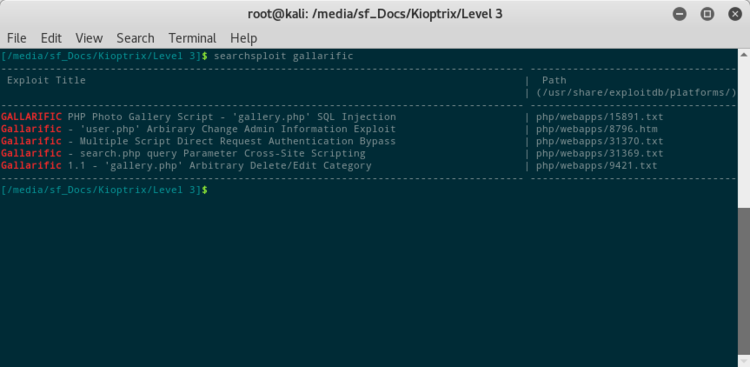 root@kali: /media/sf_Docs/Kioptrix/Level 3
File Edit View Search Terminal Help
[/media/sf_Docs/Kioptrix/Level 3]$ searchsploit gallarific
---------------------------------------------------------------------------------- ----------------------------------
Exploit Title | Path
| (/usr/share/exploitdb/platforms/)
---------------------------------------------------------------------------------- ----------------------------------
GALLARIFIC PHP Photo Gallery Script - 'gallery.php' SQL Injection | php/webapps/15891.txt
Gallarific - 'user.php' Arbirary Change Admin Information Exploit | php/webapps/8796.htm
Gallarific - Multiple Script Direct Request Authentication Bypass | php/webapps/31370.txt
Gallarific - search.php query Parameter Cross-Site Scripting | php/webapps/31369.txt
Gallarific 1.1 - 'gallery.php' Arbitrary Delete/Edit Category | php/webapps/9421.txt
---------------------------------------------------------------------------------- ----------------------------------
[/media/sf_Docs/Kioptrix/Level 3]$